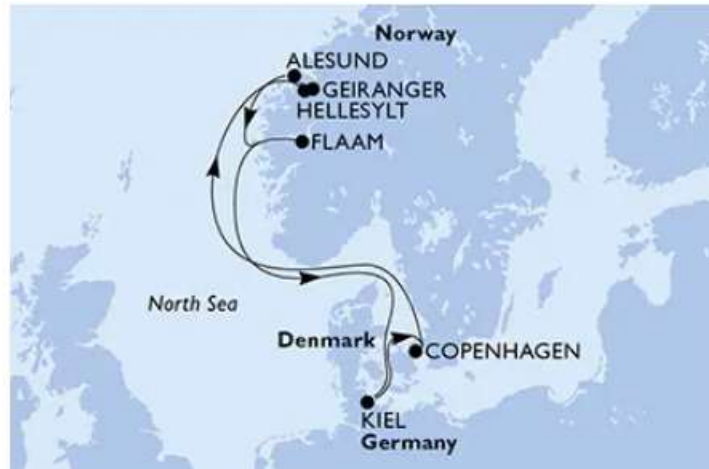 Norway
ALESUND
GEIRANGER
HELLESYLT
FLAAM
North Sea
Denmark
COPENHAGEN
KIEL
Germany